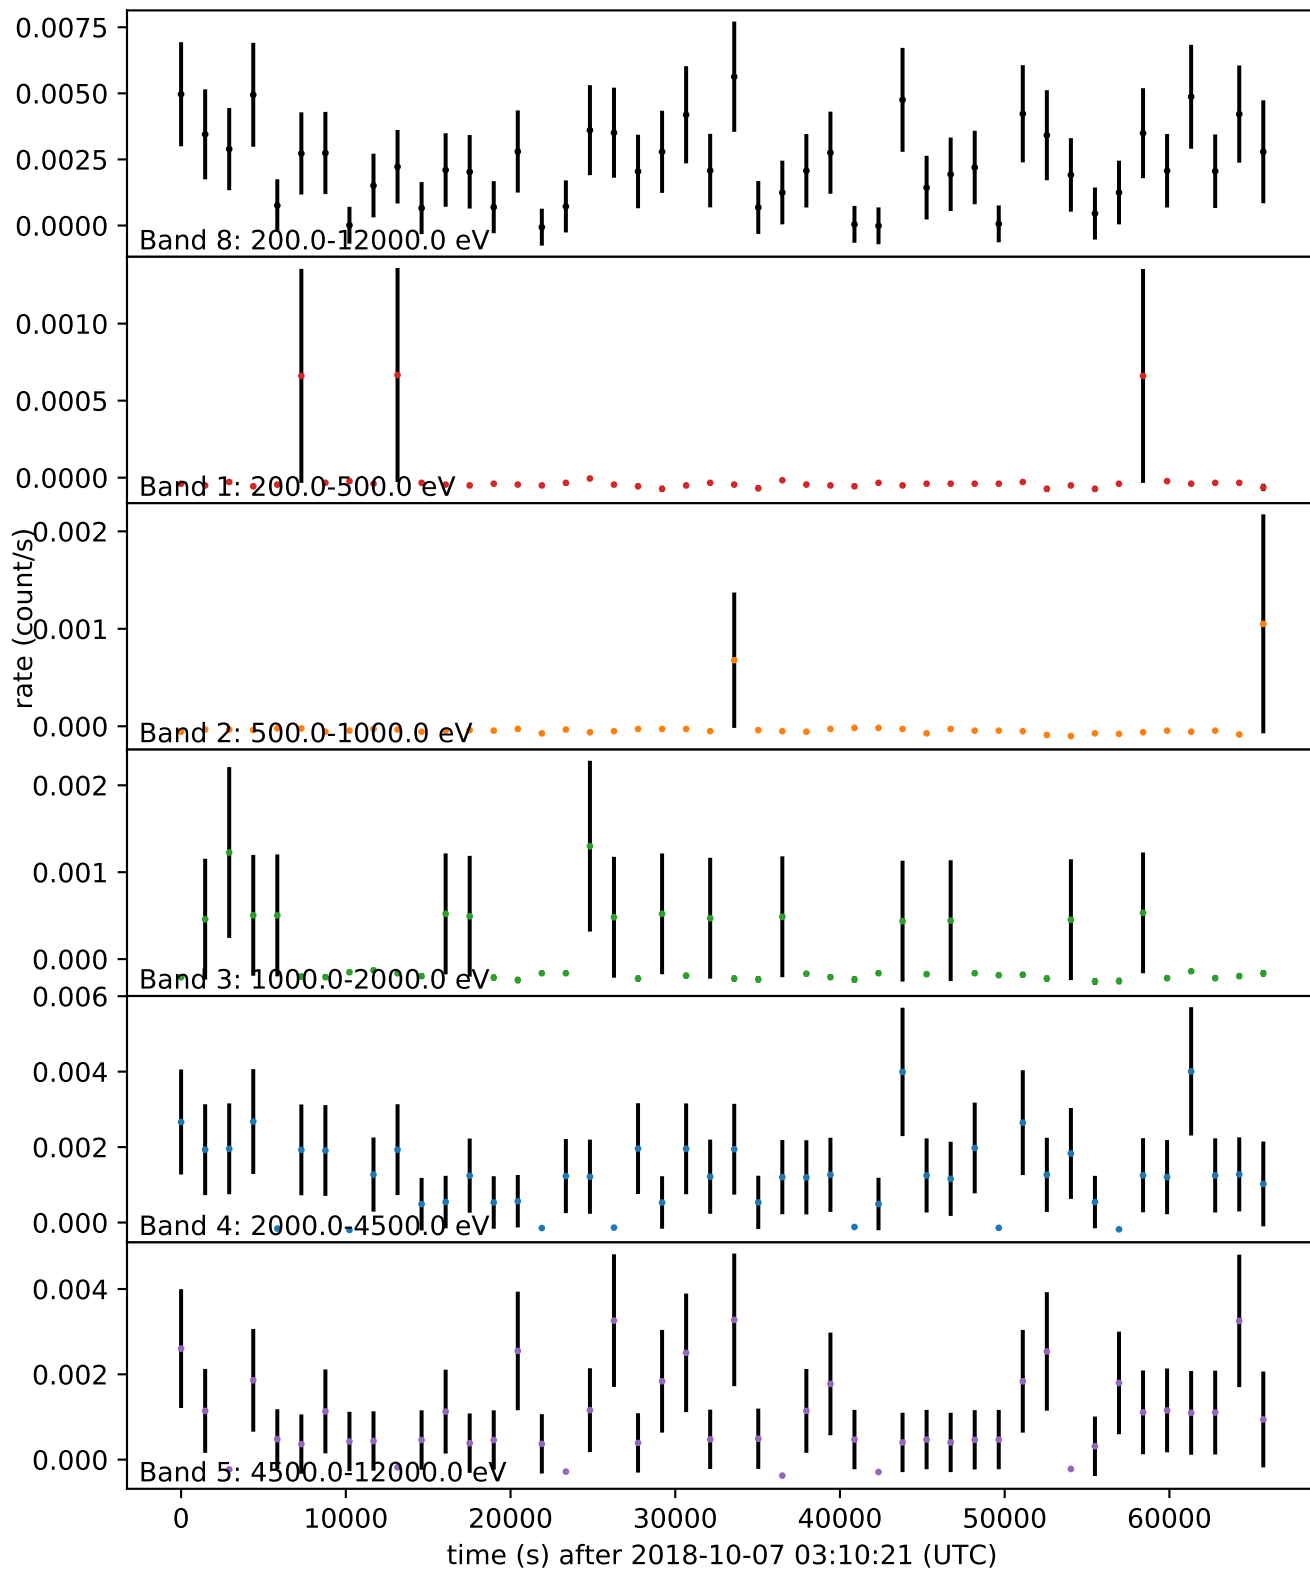 0.0075
0.0050
0.0025
0.0000
Band 8: 200.0-12000.0 eV
0.0010
0.0005
0.0000
Band 1: 200.0-500.0 eV
rate (count/s)
0.002
0.001
0.000
Band 2: 500.0-1000.0 eV
0.002
0.001
0.000
Band 3: 1000.0-2000.0 eV
0.006
0.004
0.002
0.000
Band 4: 2000.0-4500.0 eV
0.004
0.002
0.000
Band 5: 4500.0-12000.0 eV
0 10000 20000 30000 40000 50000 60000
time (s) after 2018-10-07 03:10:21 (UTC)